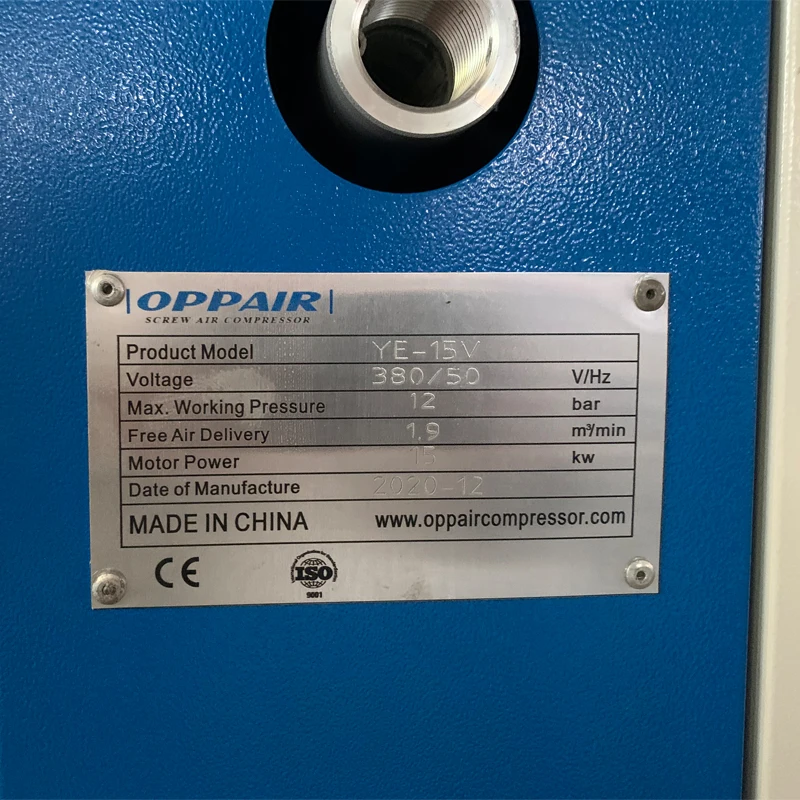 OPPAIR
SCREW AIR COMPRESSOR
Product Model YE-15V
Voltage 380/50 V/Hz
Max. Working Pressure 12 bar
Free Air Delivery 1.9 m³/min
Motor Power 15 kw
Date of Manufacture 2020-12
MADE IN CHINA www.oppaircompressor.com
CE
ISO
9001